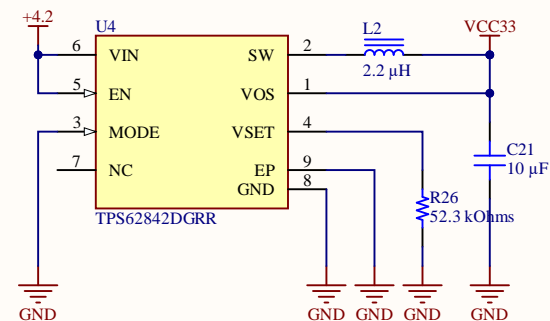 +4.2
U4
L2
VCC33
6
VIN
SW
2
2.2 µH
5
EN
VOS
1
3
MODE
VSET
4
C21
10 µF
7
NC
EP
9
GND
8
R26
52.3 kOhms
TPS62842DGRR
GND
GND
GND
GND
GND